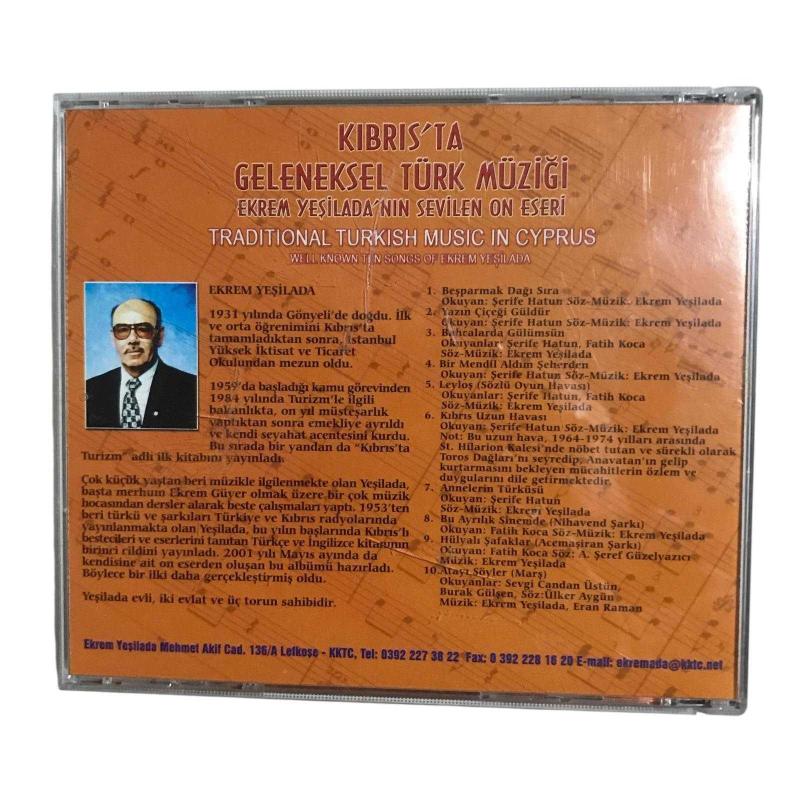 KIBRIS'TA
GELENEKSEL TÜRK MÜZİĞİ
EKREM YEŞİLADA'NIN SEVİLEN ON ESERİ
TRADITIONAL TURKISH MUSIC IN CYPRUS
WELL KNOWN TEN SONGS OF EKREM YEŞİLADA
EKREM YEŞİLADA
1931 yılında Gönyeli'de doğdu. İlk
ve orta öğrenimini Kıbrıs'ta
tamamladıktan sonra, İstanbul
Yüksek İktisat ve Ticaret
Okulundan mezun oldu.
1959'da başladığı kamu görevinden
1984 yılında Turizm'le ilgili
bakanlıkta, on yıl müsteşarlık
yaptıktan sonra emekliye ayrıldı
ve kendi seyahat acentesini kurdu.
Bu sırada bir yandan da "Kıbrıs'ta
Turizm" adlı ilk kitabını yayınladı.
Çok küçük yaştan beri müzikle ilgilenmekte olan Yeşilada,
başta merhum Ekrem Güyer olmak üzere bir çok müzik
hocasından dersler alarak beste çalışmaları yaptı. 1953'ten
beri türkü ve şarkıları Türkiye ve Kıbrıs radyolarında
yayınlanmakta olan Yeşilada, bu yılın başlarında Kıbrıs'lı
bestecileri ve eserlerini tanıtan Türkçe ve İngilizce kitabının
birinci cildini yayınladı. 2001 yılı Mayıs ayında da
kendisine ait on eserden oluşan bu albümü hazırladı.
Böylece bir ilki daha gerçekleştirmiş oldu.
Yeşilada evli, iki evlat ve üç torun sahibidir.
1. Beşparmak Dağı Sıra
Okuyan: Şerife Hatun Söz-Müzik: Ekrem Yeşilada
2. Yazın Çiçeği Güldür
Okuyan: Şerife Hatun Söz-Müzik: Ekrem Yeşilada
3. Bahçalarda Gülümsün
Okuyanlar: Şerife Hatun, Fatih Koca
Söz-Müzik: Ekrem Yeşilada
4. Bir Mendil Aldım Şeherden
Okuyan: Şerife Hatun Söz-Müzik: Ekrem Yeşilada
5. Leyloş (Sözlü Oyun Havası)
Okuyanlar: Şerife Hatun, Fatih Koca
Söz-Müzik: Ekrem Yeşilada
6. Kıbrıs Uzun Havası
Okuyan: Şerife Hatun Söz-Müzik: Ekrem Yeşilada
Not: Bu uzun hava, 1964-1974 yılları arasında
St. Hilarion Kalesi'nde nöbet tutan ve sürekli olarak
Toros Dağları'nı seyredip, Anavatan'ın gelip
kurtarmasını bekleyen mücahitlerin özlem ve
duygularını dile getirmektedir.
7. Annelerin Türküsü
Okuyan: Şerife Hatun
Söz-Müzik: Ekrem Yeşilada
8. Bu Ayrılık Sinemde (Nihavend Şarkı)
Okuyan: Fatih Koca Söz-Müzik: Ekrem Yeşilada
9. Hülyalı Şafaklar (Acemaşiran Şarkı)
Okuyan: Fatih Koca Söz: A. Şeref Güzelyazıcı
Müzik: Ekrem Yeşilada
10. Atayı Söyler (Marş)
Okuyanlar: Sevgi Candan Üstün,
Burak Gülşen, Söz:Ülker Aygün
Müzik: Ekrem Yeşilada, Eran Raman
Ekrem Yeşilada Mehmet Akif Cad. 136/A Lefkoşe - KKTC, Tel: 0392 227 38 22 Fax: 0 392 228 16 20 E-mail: ekremada@kktc.net